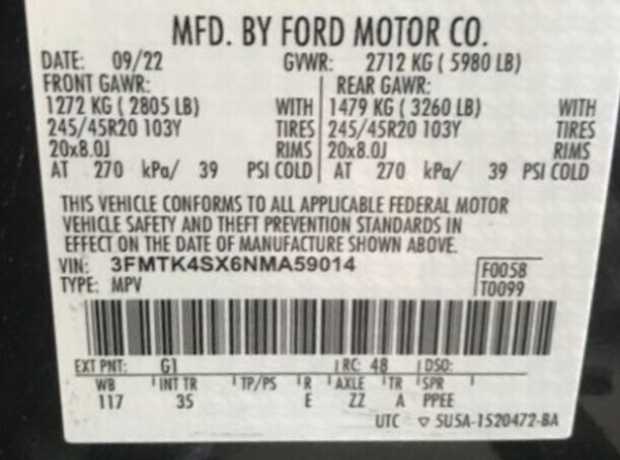 MFD. BY FORD MOTOR CO.
DATE: 09/22 GVWR: 2712 KG ( 5980 LB)
FRONT GAWR: REAR GAWR:
1272 KG ( 2805 LB) WITH 1479 KG ( 3260 LB) WITH
245/45R20 103Y TIRES 245/45R20 103Y TIRES
20x8.0J RIMS 20x8.0J RIMS
AT 270 kPa/ 39 PSI COLD AT 270 kPa/ 39 PSI COLD
THIS VEHICLE CONFORMS TO ALL APPLICABLE FEDERAL MOTOR
VEHICLE SAFETY AND THEFT PREVENTION STANDARDS IN
EFFECT ON THE DATE OF MANUFACTURE SHOWN ABOVE.
VIN: 3FMTK4SX6NMA59014 F0058
TYPE: MPV T0099
EXT PNT: G1 RC: 48 DSO:
WB INT TR TP/PS R AXLE TR SPR
117 35 E ZZ A PPEE
UTC ▽ 5U5A-1520472-BA